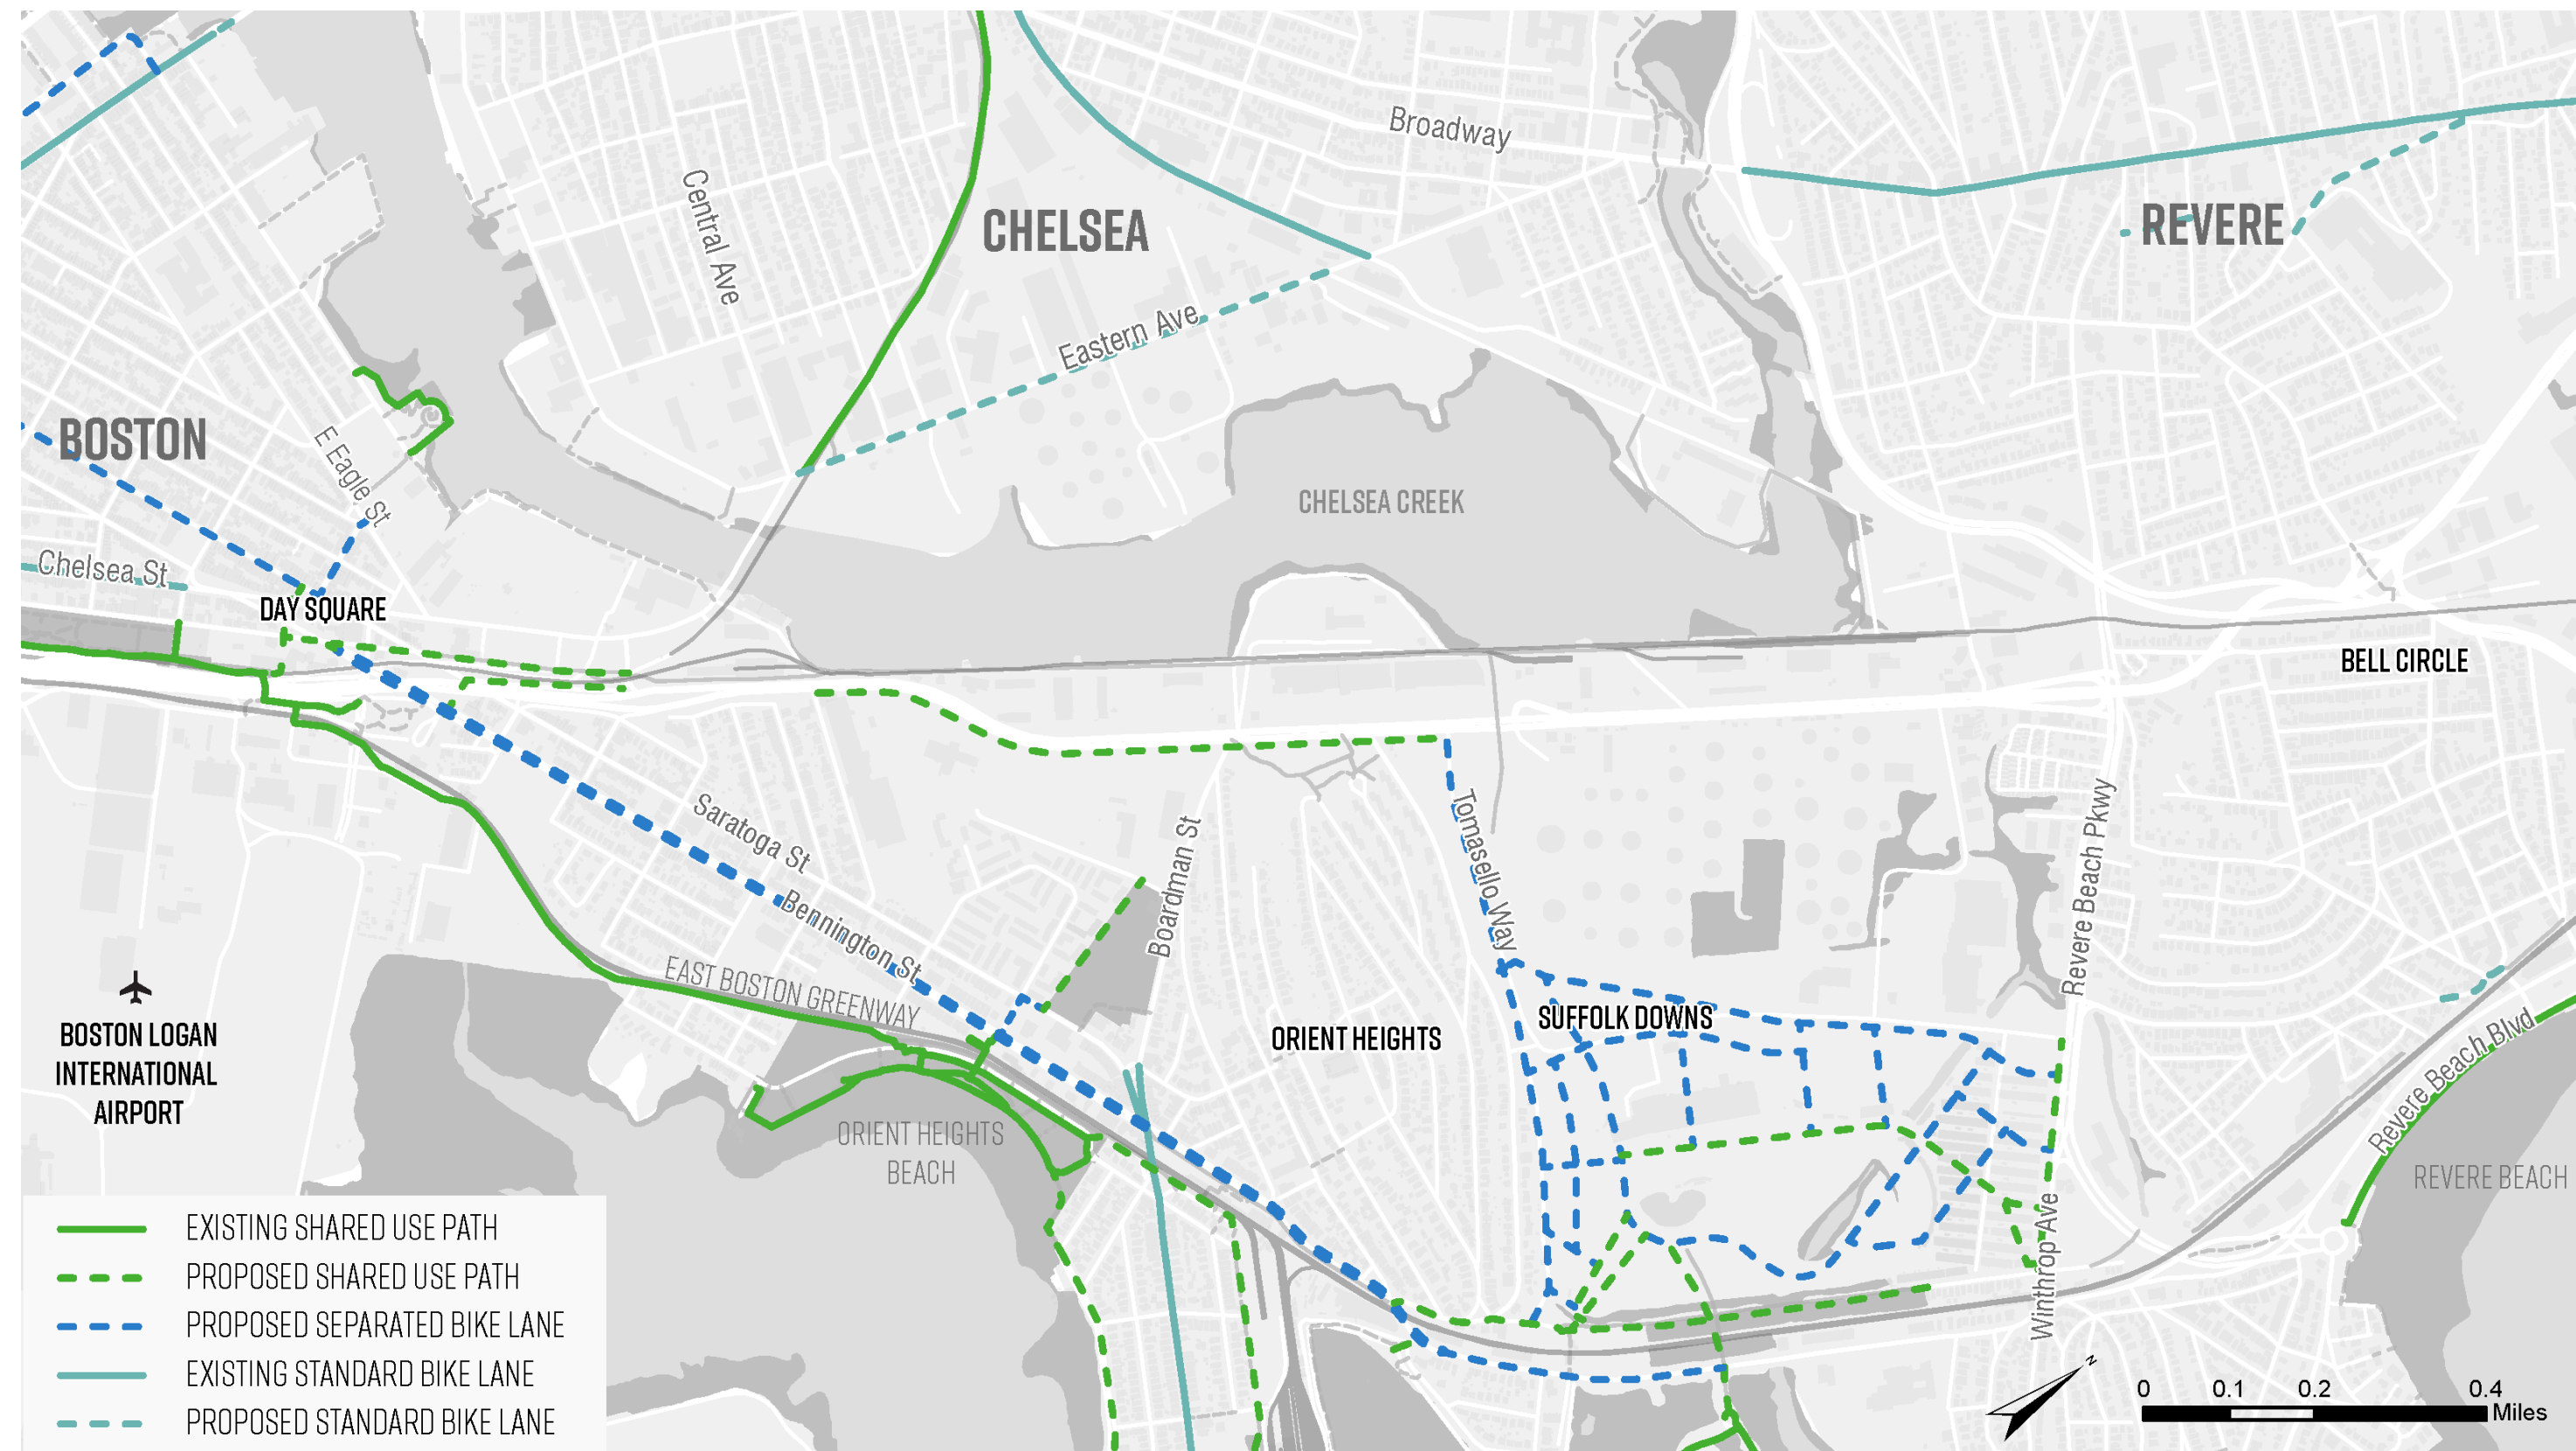 Broadway
Central Ave
CHELSEA
REVERE
Eastern Ave
BOSTON
E Eagle St
CHELSEA CREEK
Chelsea St
DAY SQUARE
BELL CIRCLE
Saratoga St
Tomasello Way
Boardman St
Revere Beach Pkwy
Bennington St
EAST BOSTON GREENWAY
BOSTON LOGAN
INTERNATIONAL
AIRPORT
ORIENT HEIGHTS
SUFFOLK DOWNS
Revere Beach Blvd
ORIENT HEIGHTS
BEACH
REVERE BEACH
Winthrop Ave
EXISTING SHARED USE PATH
PROPOSED SHARED USE PATH
PROPOSED SEPARATED BIKE LANE
EXISTING STANDARD BIKE LANE
PROPOSED STANDARD BIKE LANE
N
0 0.1 0.2 0.4
Miles